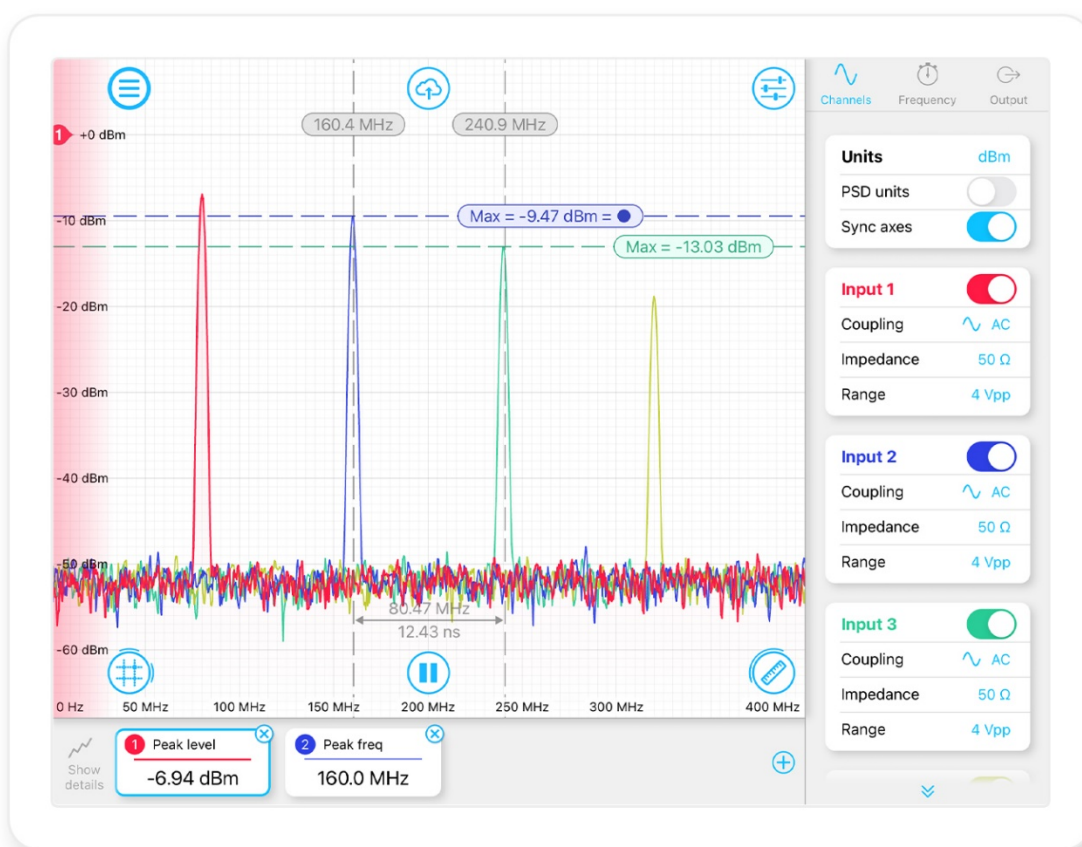 160.4 MHz
240.9 MHz
1 +0 dBm
-10 dBm
Max = -9.47 dBm =
Max = -13.03 dBm
-20 dBm
-30 dBm
-40 dBm
-50 dBm
80.47 MHz
12.43 ns
-60 dBm
0 Hz 50 MHz 100 MHz 150 MHz 200 MHz 250 MHz 300 MHz 400 MHz
Show
details
1 Peak level
-6.94 dBm
2 Peak freq
160.0 MHz
Channels Frequency Output
Units dBm
PSD units
Sync axes
Input 1
Coupling AC
Impedance 50 Ω
Range 4 Vpp
Input 2
Coupling AC
Impedance 50 Ω
Range 4 Vpp
Input 3
Coupling AC
Impedance 50 Ω
Range 4 Vpp